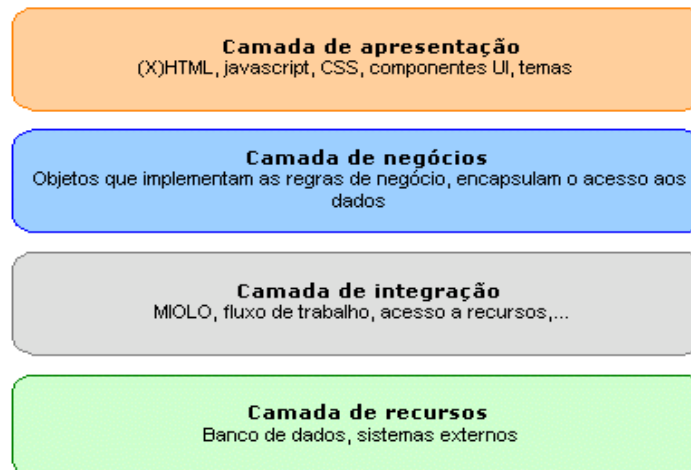 Camada de apresentação
(X)HTML, javascript, CSS, componentes UI, temas
Camada de negócios
Objetos que implementam as regras de negócio, encapsulam o acesso aos
dados
Camada de integração
MIOLO, fluxo de trabalho, acesso a recursos,...
Camada de recursos
Banco de dados, sistemas externos